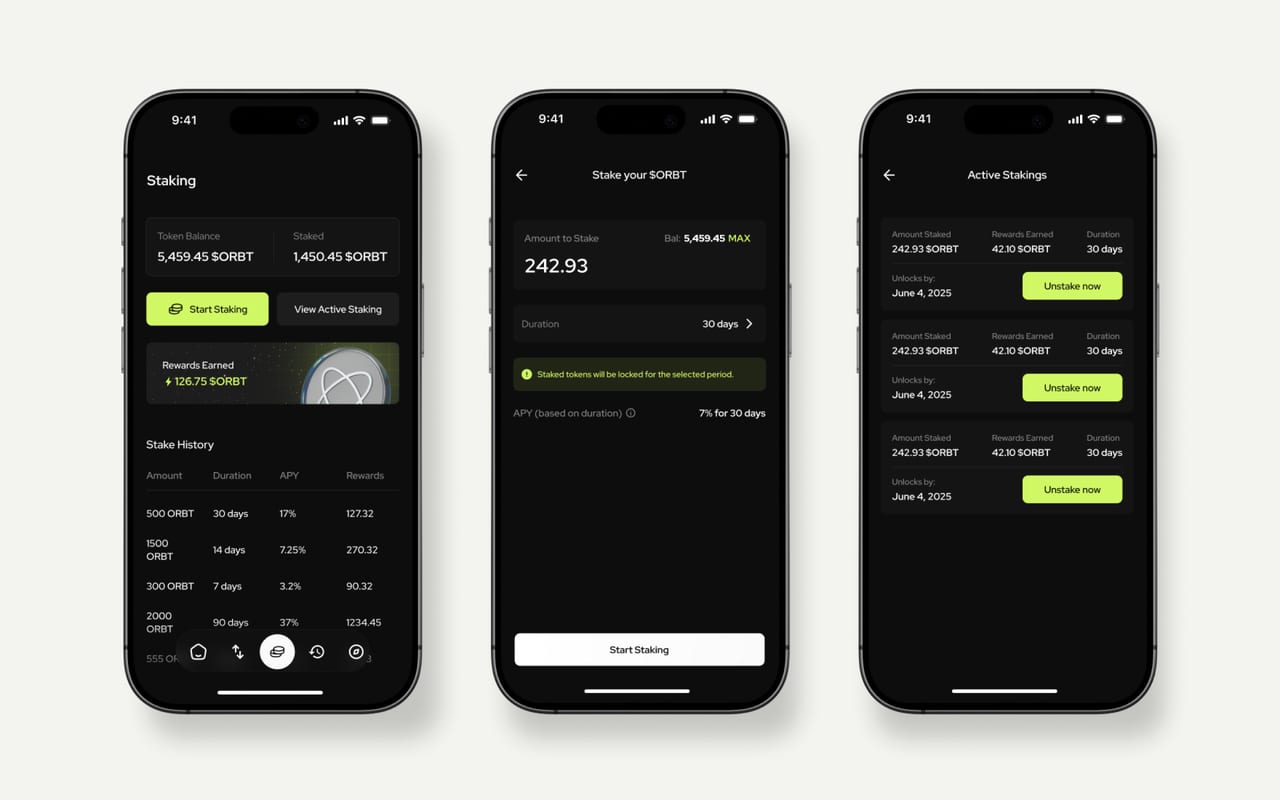 9:41
Staking
Token Balance
5,459.45 $ORBT
Staked
1,450.45 $ORBT
Start Staking
View Active Staking
Rewards Earned
126.75 $ORBT
Stake History
Amount Duration APY Rewards
500 ORBT 30 days 17% 127.32
1500 ORBT 14 days 7.25% 270.32
300 ORBT 7 days 3.2% 90.32
2000 ORBT 90 days 37% 1234.45
555
9:41
Stake your $ORBT
Amount to Stake
Bal: 5,459.45 MAX
242.93
Duration
30 days
Staked tokens will be locked for the selected period.
APY (based on duration)
7% for 30 days
Start Staking
9:41
Active Stakings
Amount Staked Rewards Earned Duration
242.93 $ORBT 42.10 $ORBT 30 days
Unlocks by:
June 4, 2025
Unstake now
Amount Staked Rewards Earned Duration
242.93 $ORBT 42.10 $ORBT 30 days
Unlocks by:
June 4, 2025
Unstake now
Amount Staked Rewards Earned Duration
242.93 $ORBT 42.10 $ORBT 30 days
Unlocks by:
June 4, 2025
Unstake now